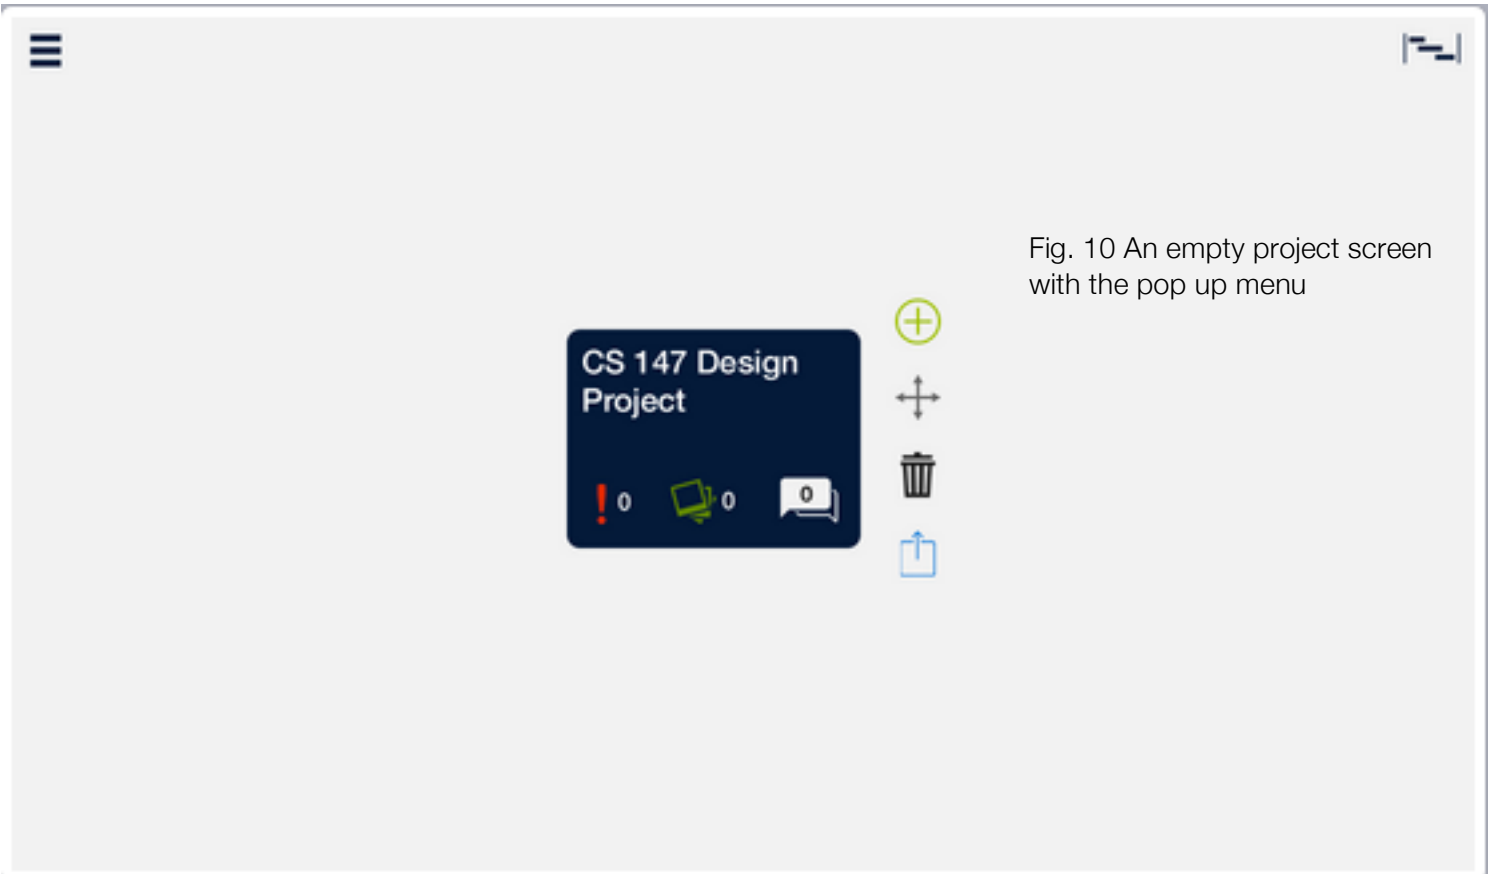 Fig. 10 An empty project screen
with the pop up menu
CS 147 Design
Project
0
0
0